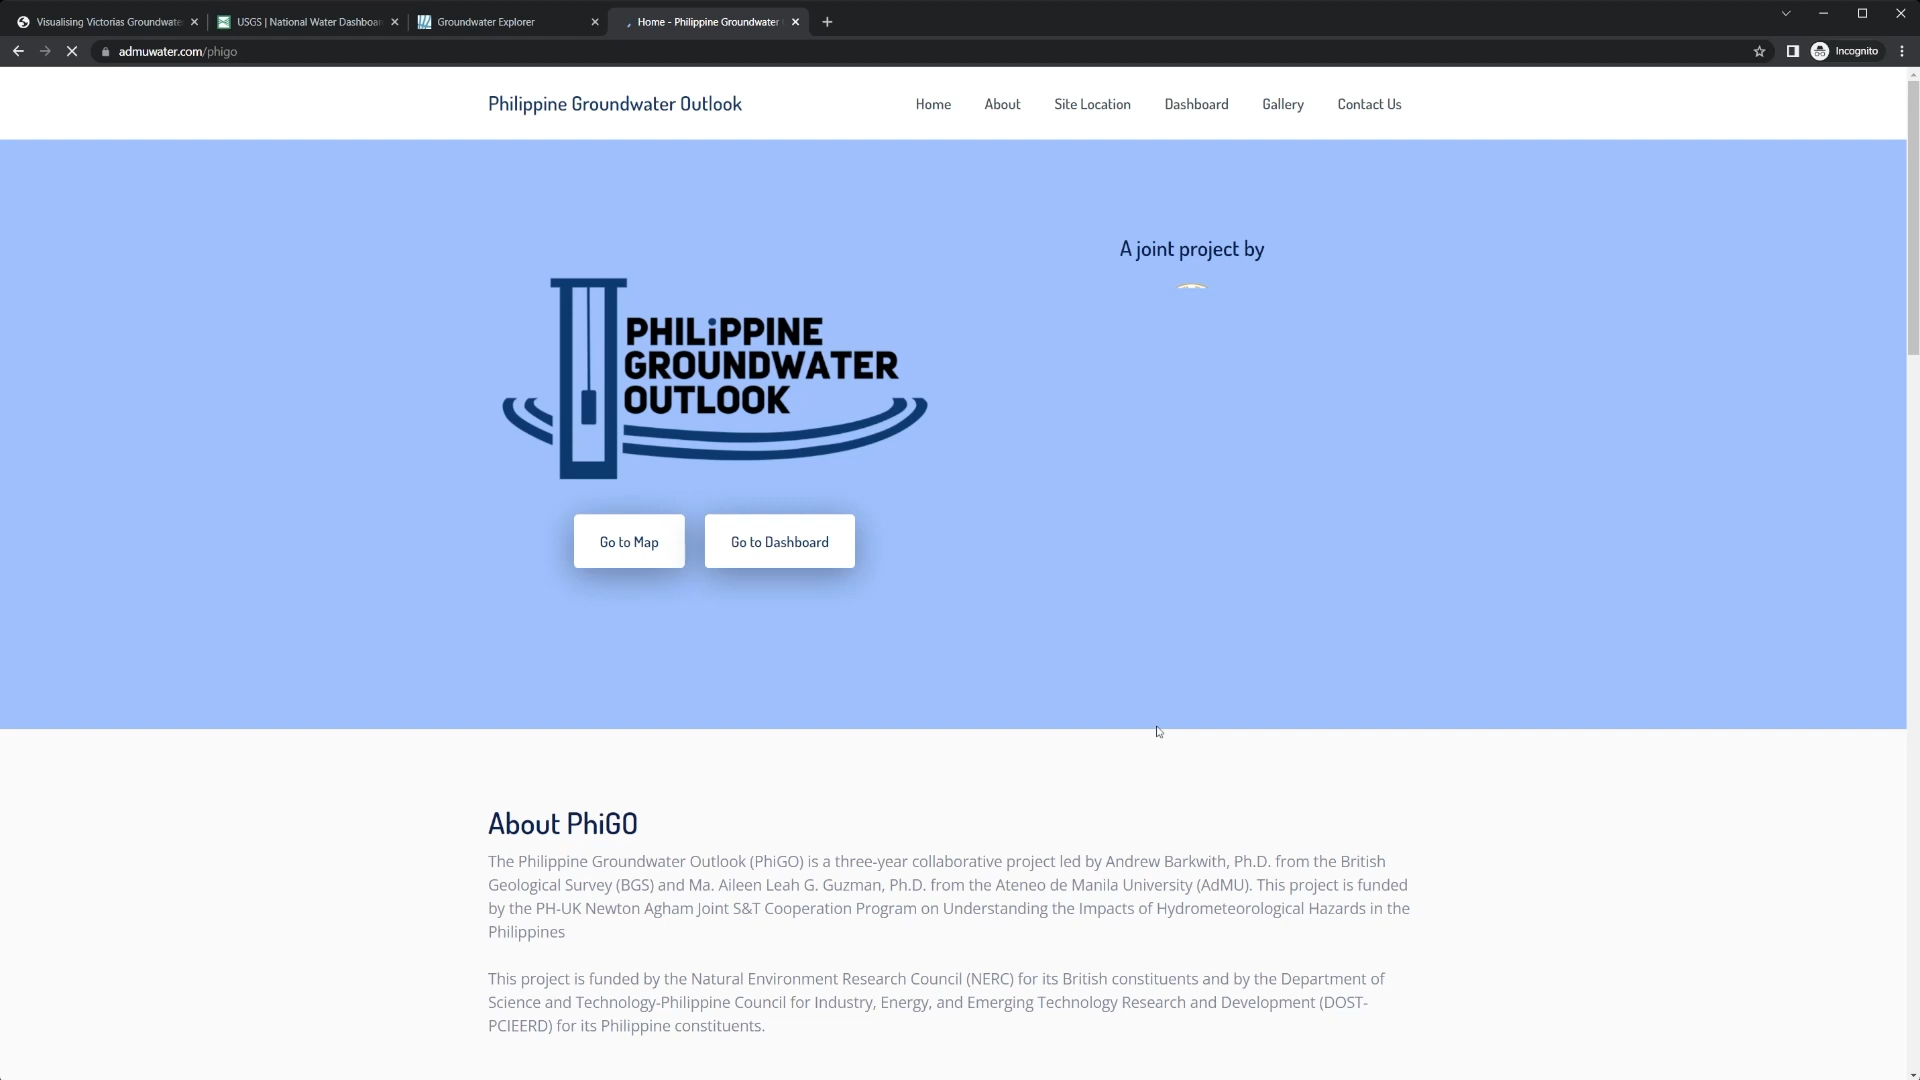 Visualising Victorias Groundwate
USGS | National Water Dashboar
Groundwater Explorer
Home - Philippine Groundwater
admuwater.com/phigo
Incognito
Philippine Groundwater Outlook
Home
About
Site Location
Dashboard
Gallery
Contact Us
A joint project by
PHILiPPINE
GROUNDWATER
OUTLOOK
Go to Map
Go to Dashboard
About PhiGO
The Philippine Groundwater Outlook (PhiGO) is a three-year collaborative project led by Andrew Barkwith, Ph.D. from the British
Geological Survey (BGS) and Ma. Aileen Leah G. Guzman, Ph.D. from the Ateneo de Manila University (AdMU). This project is funded
by the PH-UK Newton Agham Joint S&T Cooperation Program on Understanding the Impacts of Hydrometeorological Hazards in the
Philippines
This project is funded by the Natural Environment Research Council (NERC) for its British constituents and by the Department of
Science and Technology-Philippine Council for Industry, Energy, and Emerging Technology Research and Development (DOST-
PCIEERD) for its Philippine constituents.